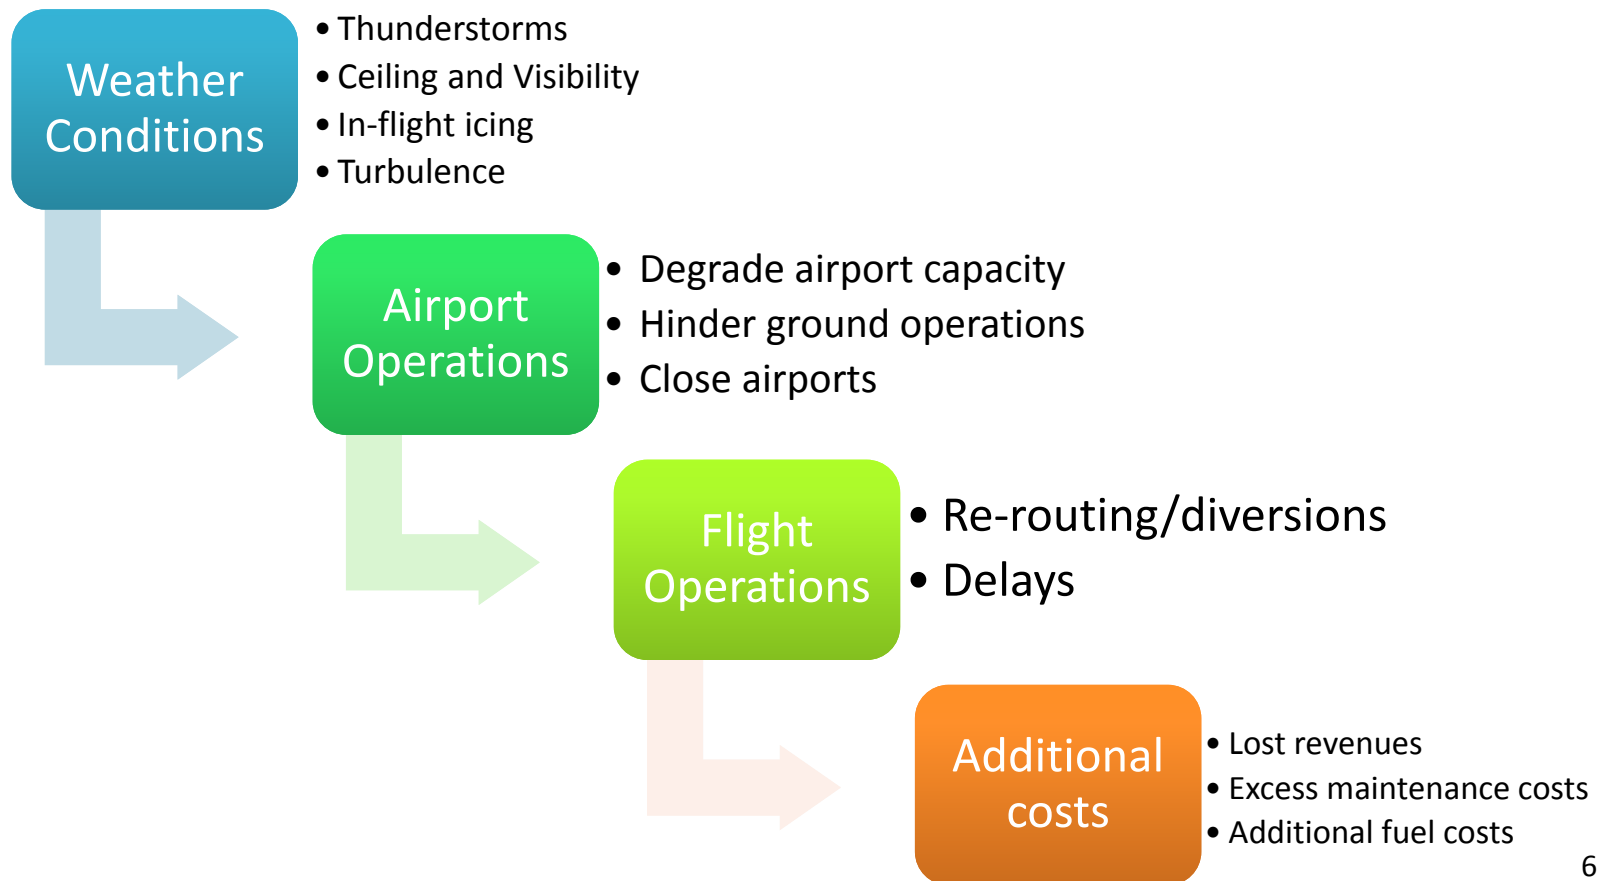 Weather
Conditions
• Thunderstorms
• Ceiling and Visibility
• In-flight icing
• Turbulence
Airport
Operations
• Degrade airport capacity
• Hinder ground operations
• Close airports
Flight
Operations
• Re-routing/diversions
• Delays
Additional
costs
• Lost revenues
• Excess maintenance costs
• Additional fuel costs
6